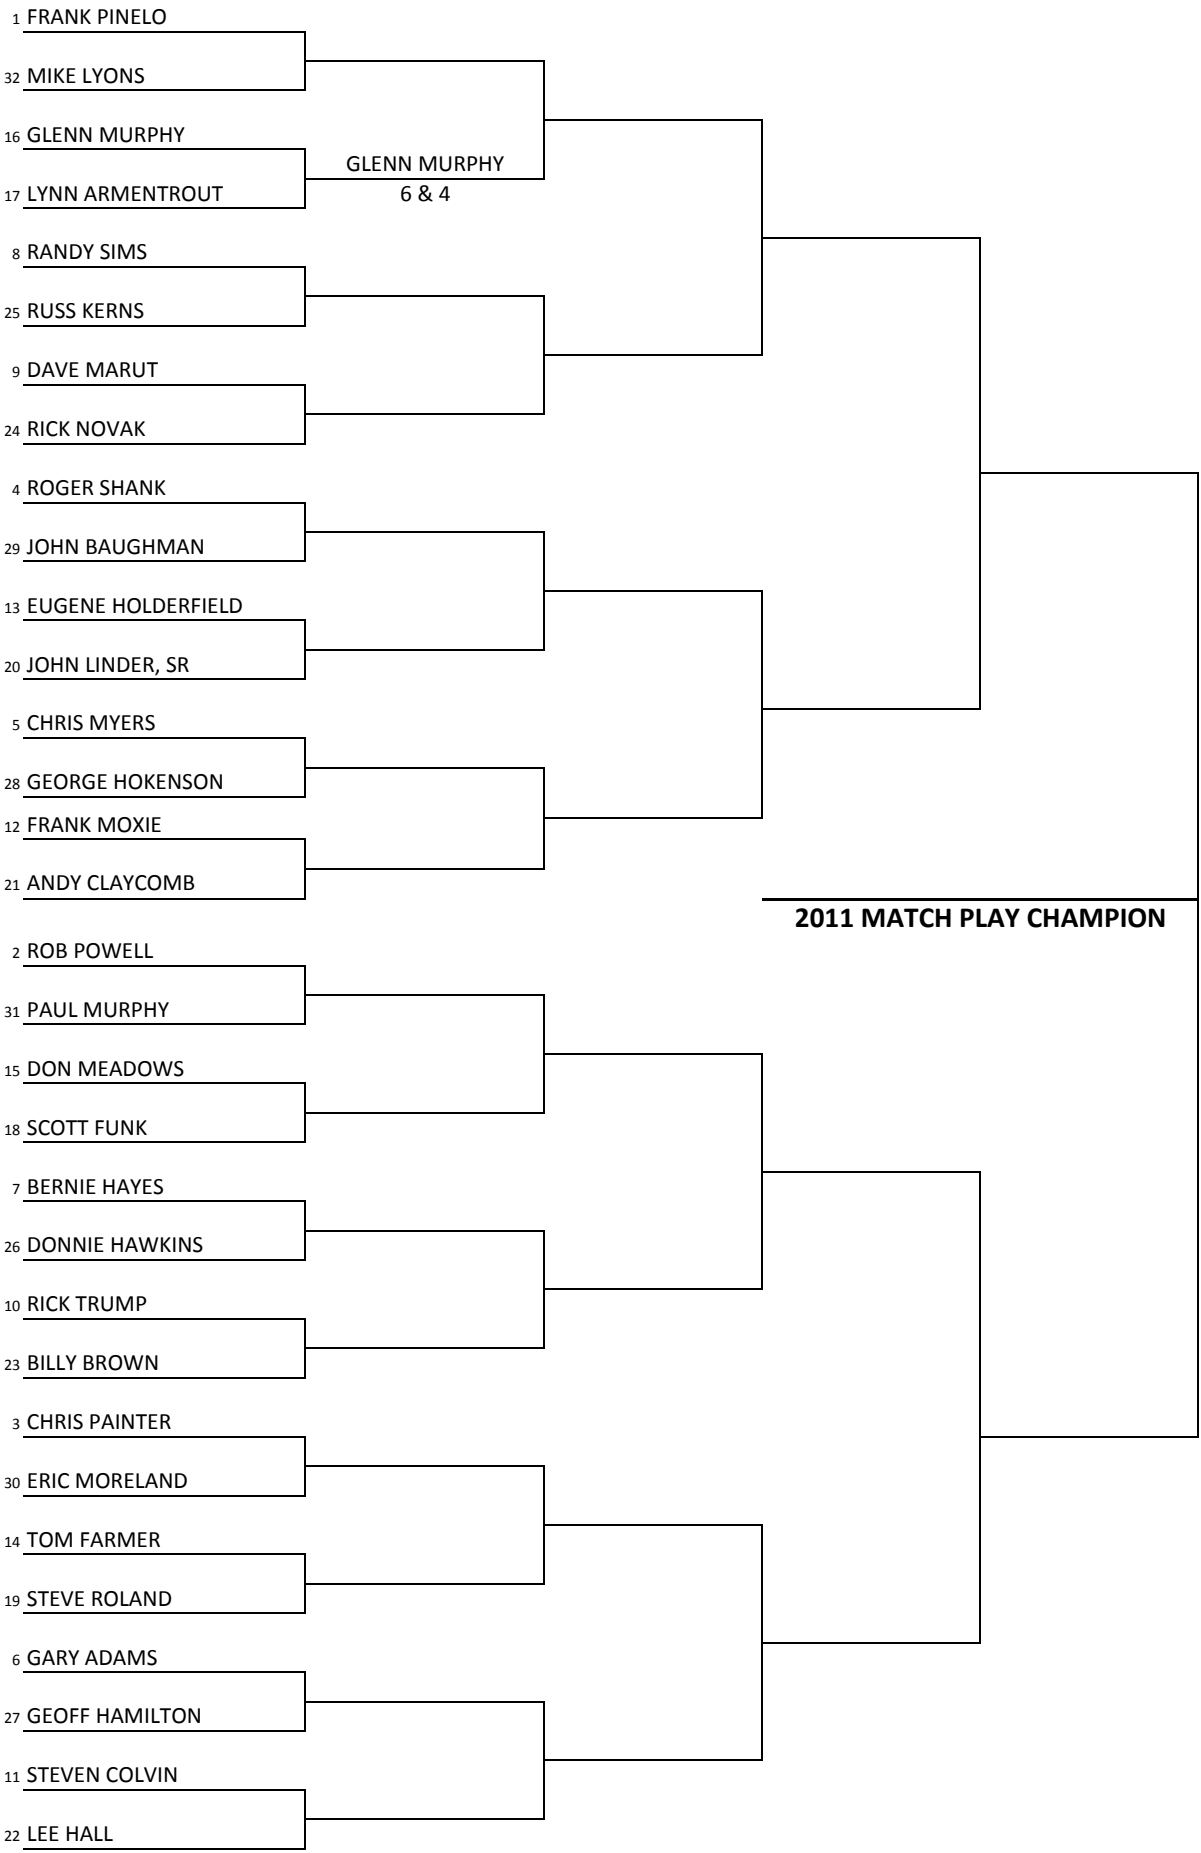 1 FRANK PINELO
32 MIKE LYONS
16 GLENN MURPHY
GLENN MURPHY
17 LYNN ARMENTROUT
6 & 4
8 RANDY SIMS
25 RUSS KERNS
9 DAVE MARUT
24 RICK NOVAK
4 ROGER SHANK
29 JOHN BAUGHMAN
13 EUGENE HOLDERFIELD
20 JOHN LINDER, SR
5 CHRIS MYERS
28 GEORGE HOKENSON
12 FRANK MOXIE
21 ANDY CLAYCOMB
2011 MATCH PLAY CHAMPION
2 ROB POWELL
31 PAUL MURPHY
15 DON MEADOWS
18 SCOTT FUNK
7 BERNIE HAYES
26 DONNIE HAWKINS
10 RICK TRUMP
23 BILLY BROWN
3 CHRIS PAINTER
30 ERIC MORELAND
14 TOM FARMER
19 STEVE ROLAND
6 GARY ADAMS
27 GEOFF HAMILTON
11 STEVEN COLVIN
22 LEE HALL